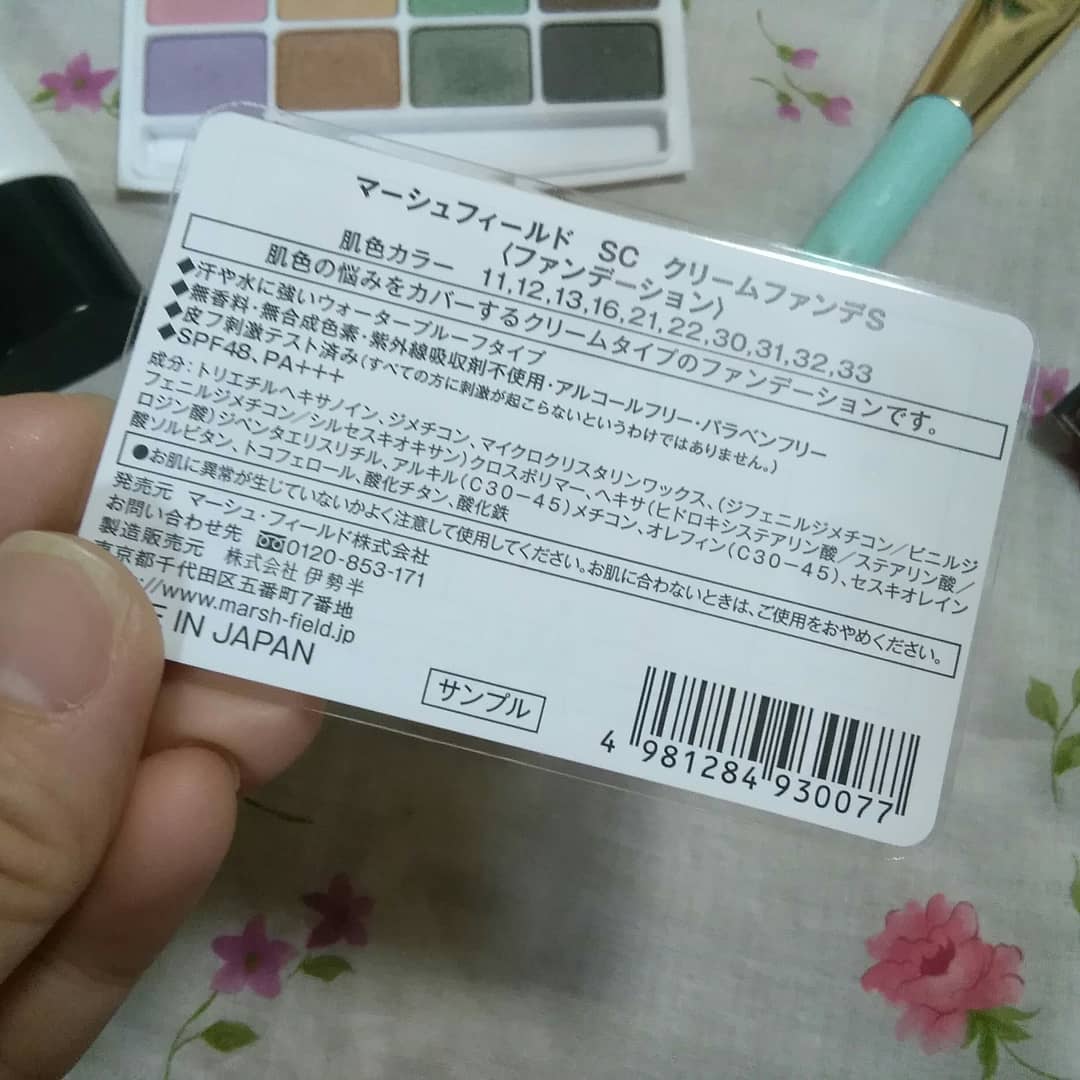 マーシュフィールド SC クリームファンデS
〈ファンデーション〉
肌色カラー 11,12,13,16,21,22,30,31,32,33
肌色の悩みをカバーするクリームタイプのファンデーションです。
◆汗や水に強いウォータープルーフタイプ
◆無香料・無合成色素・紫外線吸収剤不使用・アルコールフリー・パラベンフリー
◆皮フ刺激テスト済み(すべての方に刺激が起こらないというわけではありません。)
◆SPF48、PA+++
成分:トリエチルヘキサノイン、ジメチコン、マイクロクリスタリンワックス、(ジフェニルジメチコン/ビニルジ
フェニルジメチコン/シルセスキオキサン)クロスポリマー、ヘキサ(ヒドロキシステアリン酸/ステアリン酸/
ロジン酸)ジペンタエリスリチル、アルキル(C30-45)メチコン、オレフィン(C30-45)、セスキオレイン
酸ソルビタン、トコフェロール、酸化チタン、酸化鉄
●お肌に異常が生じていないかよく注意して使用してください。お肌に合わないときは、ご使用をおやめください。
発売元 マーシュ・フィールド株式会社
お問い合わせ先 0120-853-171
製造販売元 株式会社 伊勢半
東京都千代田区五番町7番地
//www.marsh-field.jp
E IN JAPAN
サンプル
4 981284 930077